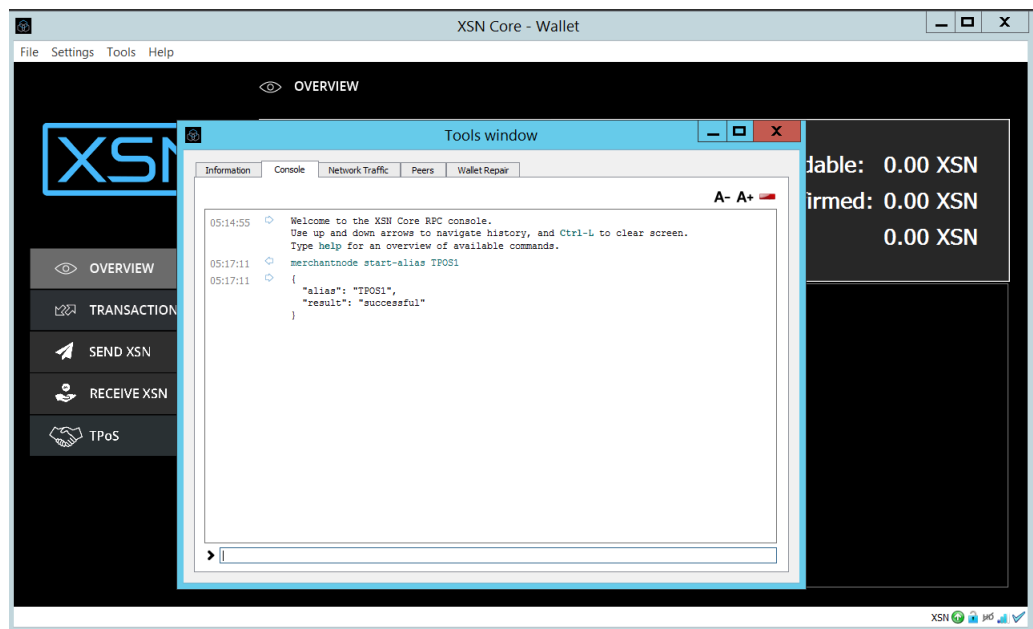 XSN Core - Wallet
File Settings Tools Help
OVERVIEW
XSN
dable: 0.00 XSN
irmed: 0.00 XSN
0.00 XSN
OVERVIEW
TRANSACTION
SEND XSN
RECEIVE XSN
TPoS
Tools window
Information Console Network Traffic Peers Wallet Repair
A- A+
05:14:55 Welcome to the XSN Core RPC console.
Use up and down arrows to navigate history, and Ctrl-L to clear screen.
Type help for an overview of available commands.
05:17:11 merchantnode start-alias TPOS1
05:17:11 {
"alias": "TPOS1",
"result": "successful"
}
XSN